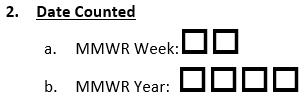 2. Date Counted
a. MMWR Week:
b. MMWR Year: